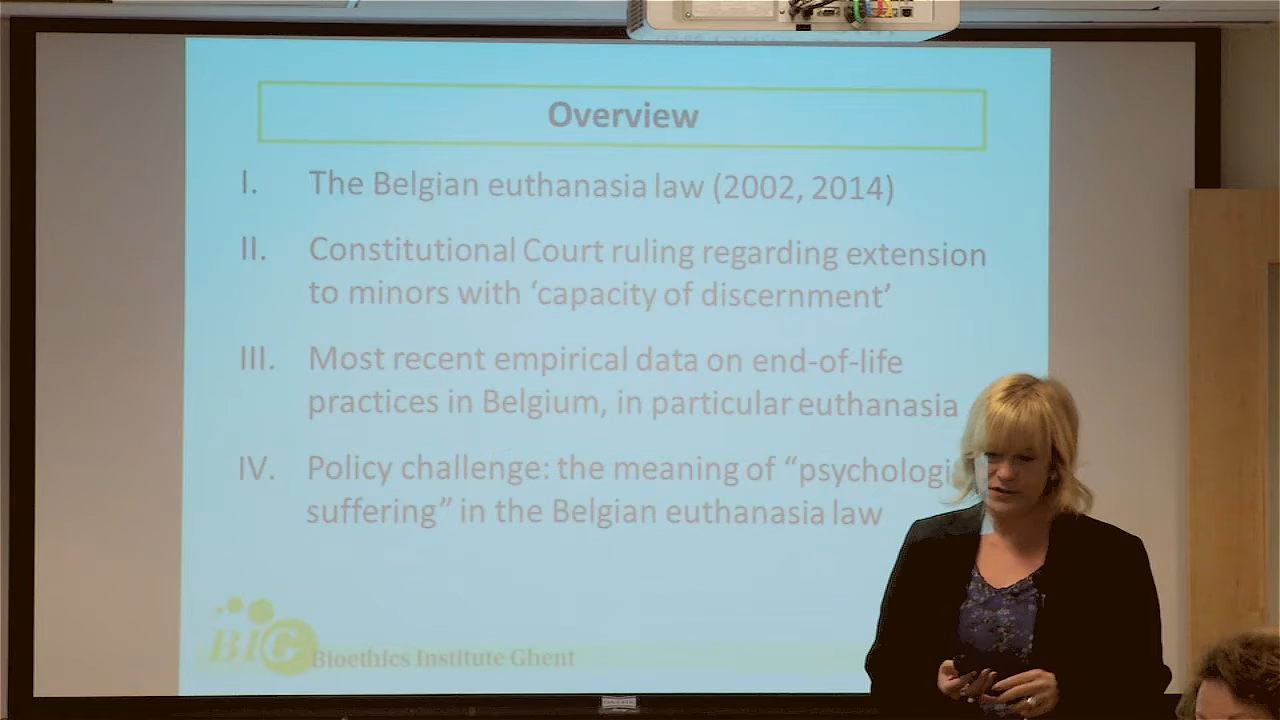 Overview
I. The Belgian euthanasia law (2002, 2014)
II. Constitutional Court ruling regarding extension
to minors with ‘capacity of discernment’
III. Most recent empirical data on end-of-life
practices in Belgium, in particular euthanasia
IV. Policy challenge: the meaning of “psychologi
suffering” in the Belgian euthanasia law
BIG Bioethics Institute Ghent